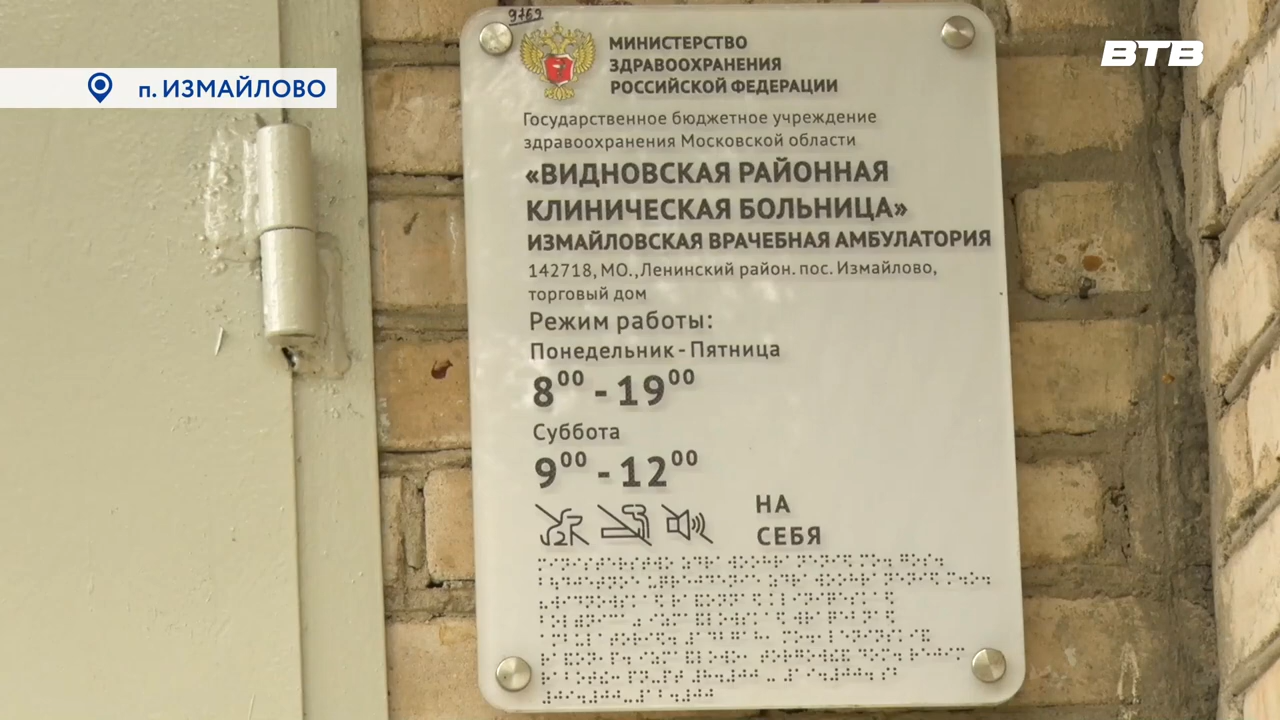 п. ИЗМАЙЛОВО
ВТВ
9769
МИНИСТЕРСТВО
ЗДРАВООХРАНЕНИЯ
РОССИЙСКОЙ ФЕДЕРАЦИИ
Государственное бюджетное учреждение
здравоохранения Московской области
«ВИДНОВСКАЯ РАЙОННАЯ
КЛИНИЧЕСКАЯ БОЛЬНИЦА»
ИЗМАЙЛОВСКАЯ ВРАЧЕБНАЯ АМБУЛАТОРИЯ
142718, МО., Ленинский район. пос. Измайлово,
торговый дом
Режим работы:
Понедельник - Пятница
8⁰⁰ - 19⁰⁰
Суббота
9⁰⁰ - 12⁰⁰
НА
СЕБЯ